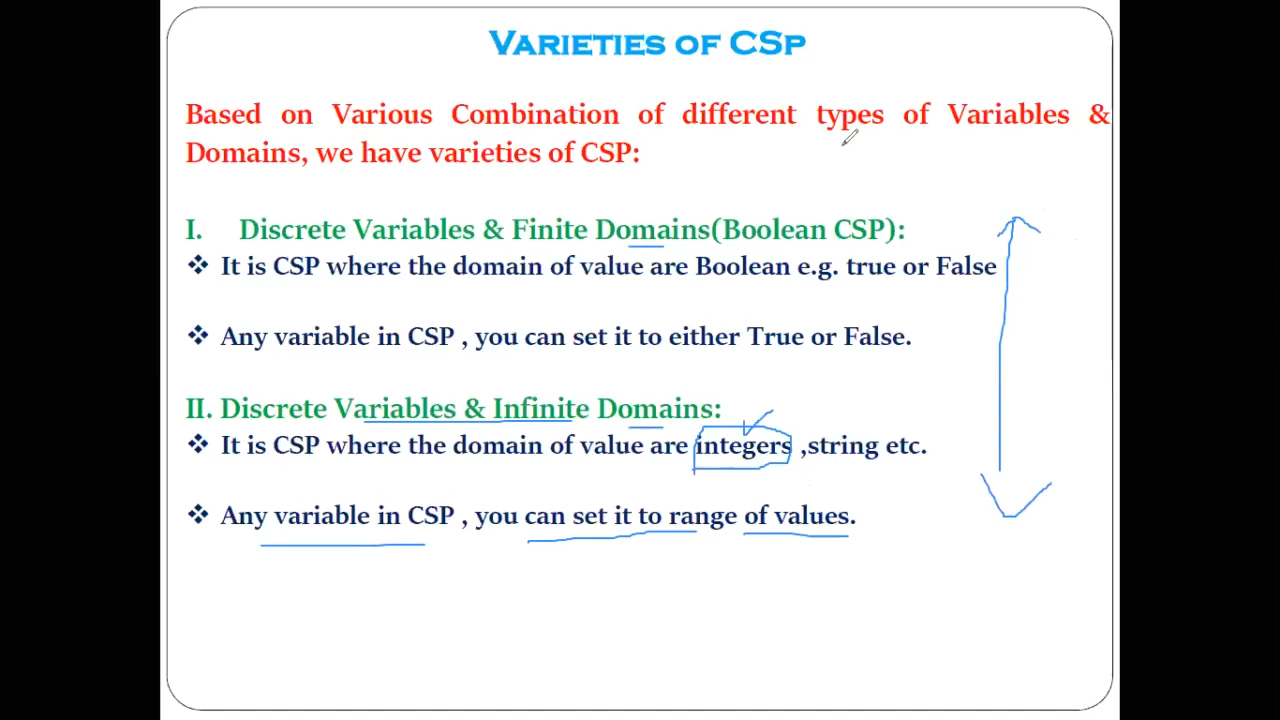 VARIETIES OF CSP
Based on Various Combination of different types of Variables &
Domains, we have varieties of CSP:
I. Discrete Variables & Finite Domains(Boolean CSP):
❖ It is CSP where the domain of value are Boolean e.g. true or False
❖ Any variable in CSP , you can set it to either True or False.
II. Discrete Variables & Infinite Domains:
❖ It is CSP where the domain of value are integers ,string etc.
❖ Any variable in CSP , you can set it to range of values.